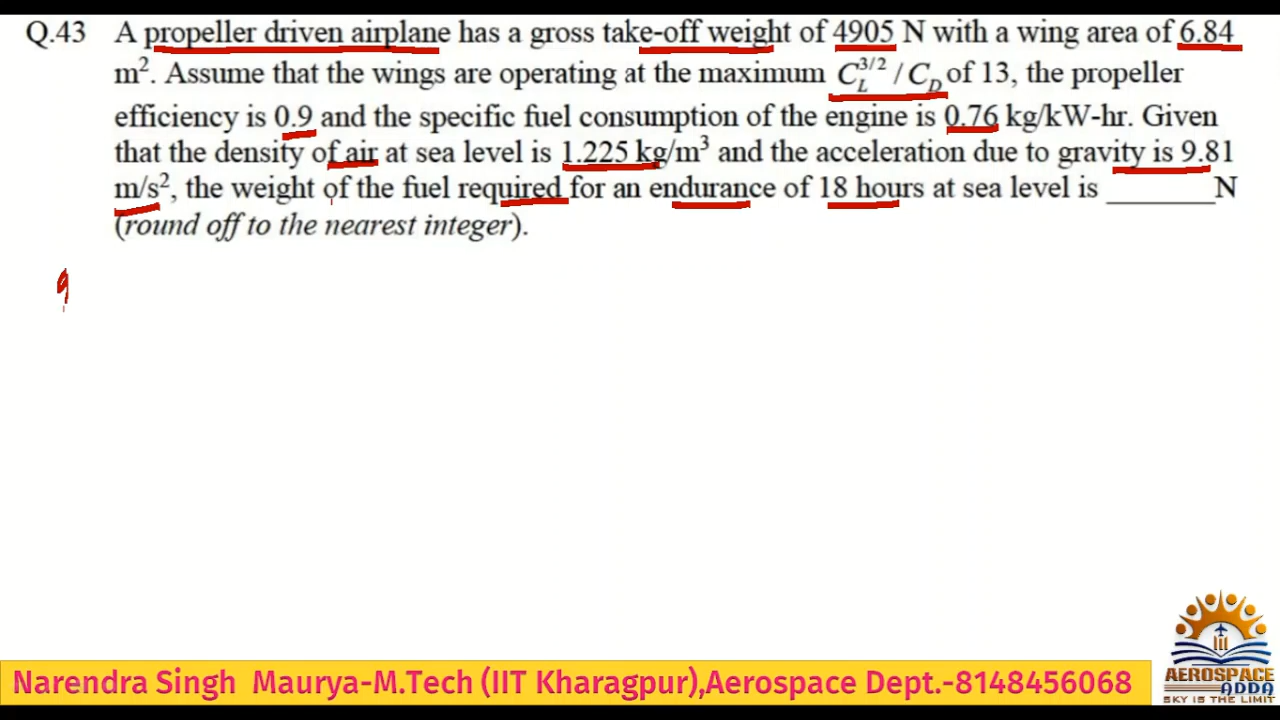 Q.43 A propeller driven airplane has a gross take-off weight of 4905 N with a wing area of 6.84
m². Assume that the wings are operating at the maximum C_L^{3/2} / C_D of 13, the propeller
efficiency is 0.9 and the specific fuel consumption of the engine is 0.76 kg/kW-hr. Given
that the density of air at sea level is 1.225 kg/m³ and the acceleration due to gravity is 9.81
m/s², the weight of the fuel required for an endurance of 18 hours at sea level is ________N
(round off to the nearest integer).
Narendra Singh Maurya-M.Tech (IIT Kharagpur),Aerospace Dept.-8148456068
AEROSPACE
ADDA
SKY IS THE LIMIT